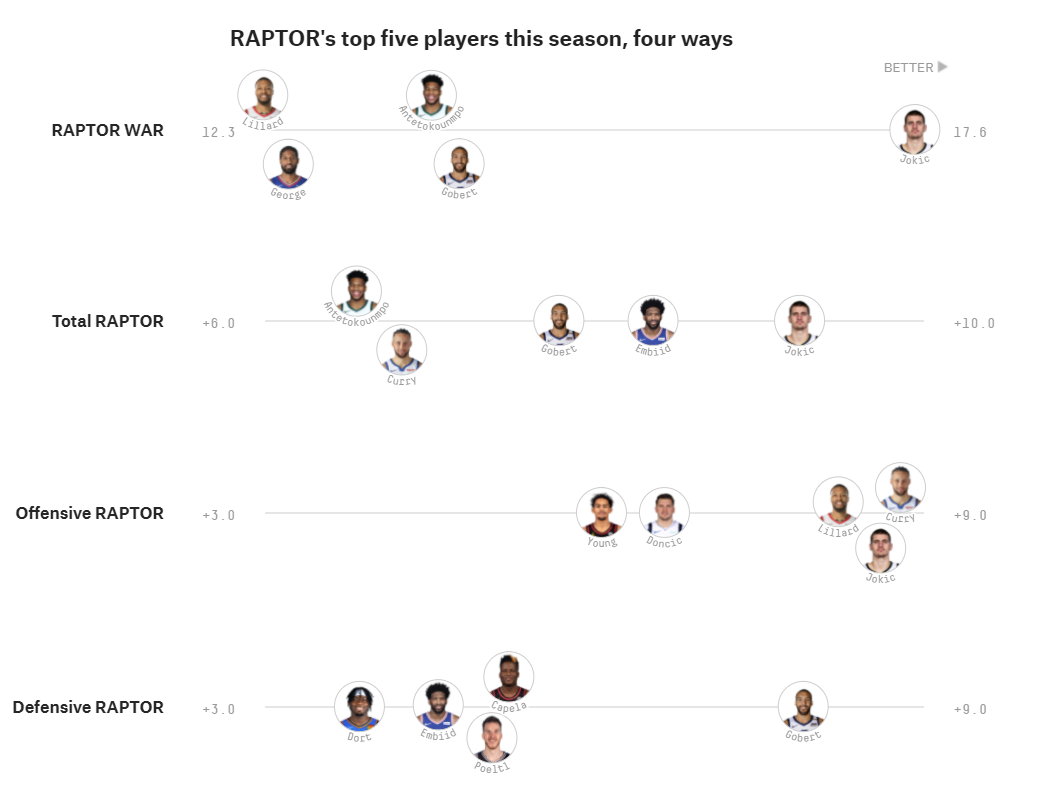 RAPTOR's top five players this season, four ways
BETTER ▶
RAPTOR WAR
12.3
Lillard
Antetokounmpo
George
Gobert
Jokic
17.6
Total RAPTOR
+6.0
Antetokounmpo
Curry
Gobert
Embiid
Jokic
+10.0
Offensive RAPTOR
+3.0
Young
Doncic
Lillard
Curry
Jokic
+9.0
Defensive RAPTOR
+3.0
Dort
Embiid
Capela
Poeltl
Gobert
+9.0